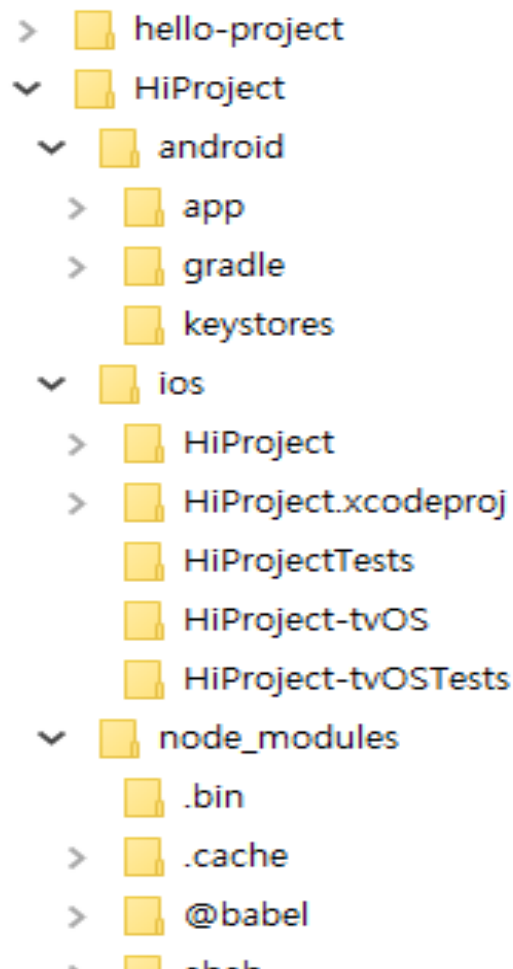 hello-project
HiProject
android
app
gradle
keystores
ios
HiProject
HiProject.xcodeproj
HiProjectTests
HiProject-tvOS
HiProject-tvOSTests
node_modules
.bin
.cache
@babel